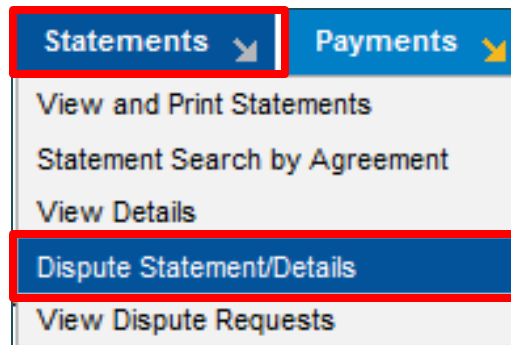 Statements Payments
View and Print Statements
Statement Search by Agreement
View Details
Dispute Statement/Details
View Dispute Requests